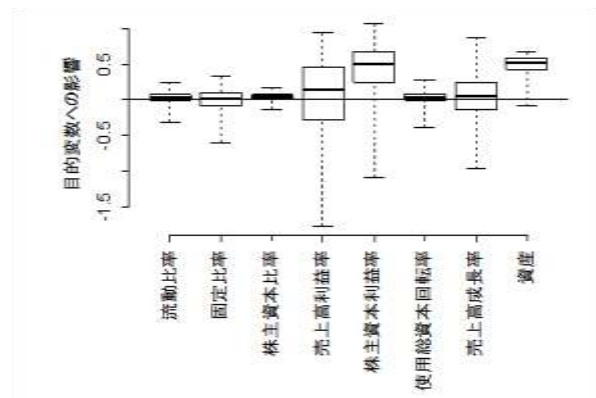 目的変数への影響
0.5
-0.5
-1.5
流動比率
固定比率
株主資本比率
売上高利益率
株主資本利益率
使用総資本回転率
売上高成長率
資産